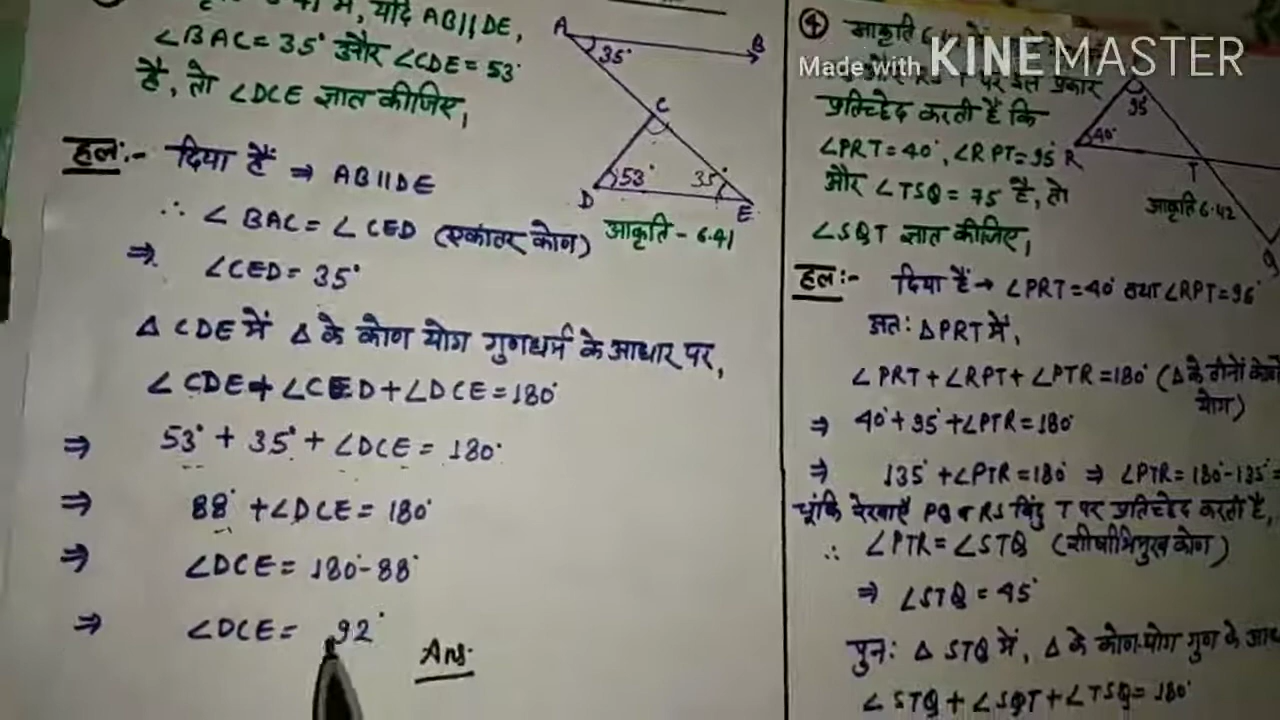 में, यदि AB||DE,
∠BAC = 35° और ∠CDE = 53°
है, तो ∠DCE ज्ञात कीजिए,
A
B
35°
C
53°
35°
D
E
आकृति - 6.41
हल:- दिया हैं ⇒ AB||DE
∴ ∠BAC = ∠CED (एकांतर कोण)
⇒ ∠CED = 35°
Δ CDE में Δ के कोण योग गुणधर्म के आधार पर,
∠CDE + ∠CED + ∠DCE = 180°
⇒ 53° + 35° + ∠DCE = 180°
⇒ 88° + ∠DCE = 180°
⇒ ∠DCE = 180° - 88°
⇒ ∠DCE = 92°
Ans.
Made with KINEMASTER
④ आकृति
T पर इस प्रकार
प्रतिच्छेद करती हैं कि
∠PRT = 40°, ∠RPT = 95°
और ∠TSQ = 75 है, तो
∠SQT ज्ञात कीजिए,
95
40°
R
T
आकृति 6.42
Q
हल:- दिया हैं → ∠PRT = 40° तथा ∠RPT = 95°
अतः ΔPRT में,
∠PRT + ∠RPT + ∠PTR = 180° (Δ के तीनों कोणों
योग)
⇒ 40° + 95° + ∠PTR = 180°
⇒ 135° + ∠PTR = 180° ⇒ ∠PTR = 180° - 135° =
चूंकि रेखाएँ PQ व RS बिंदु T पर प्रतिच्छेद करती है,
∴ ∠PTR = ∠STQ (शीर्षाभिमुख कोण)
⇒ ∠STQ = 45°
पुनः Δ STQ में, Δ के कोण-योग गुण के
∠STQ + ∠SQT + ∠TSQ = 180°